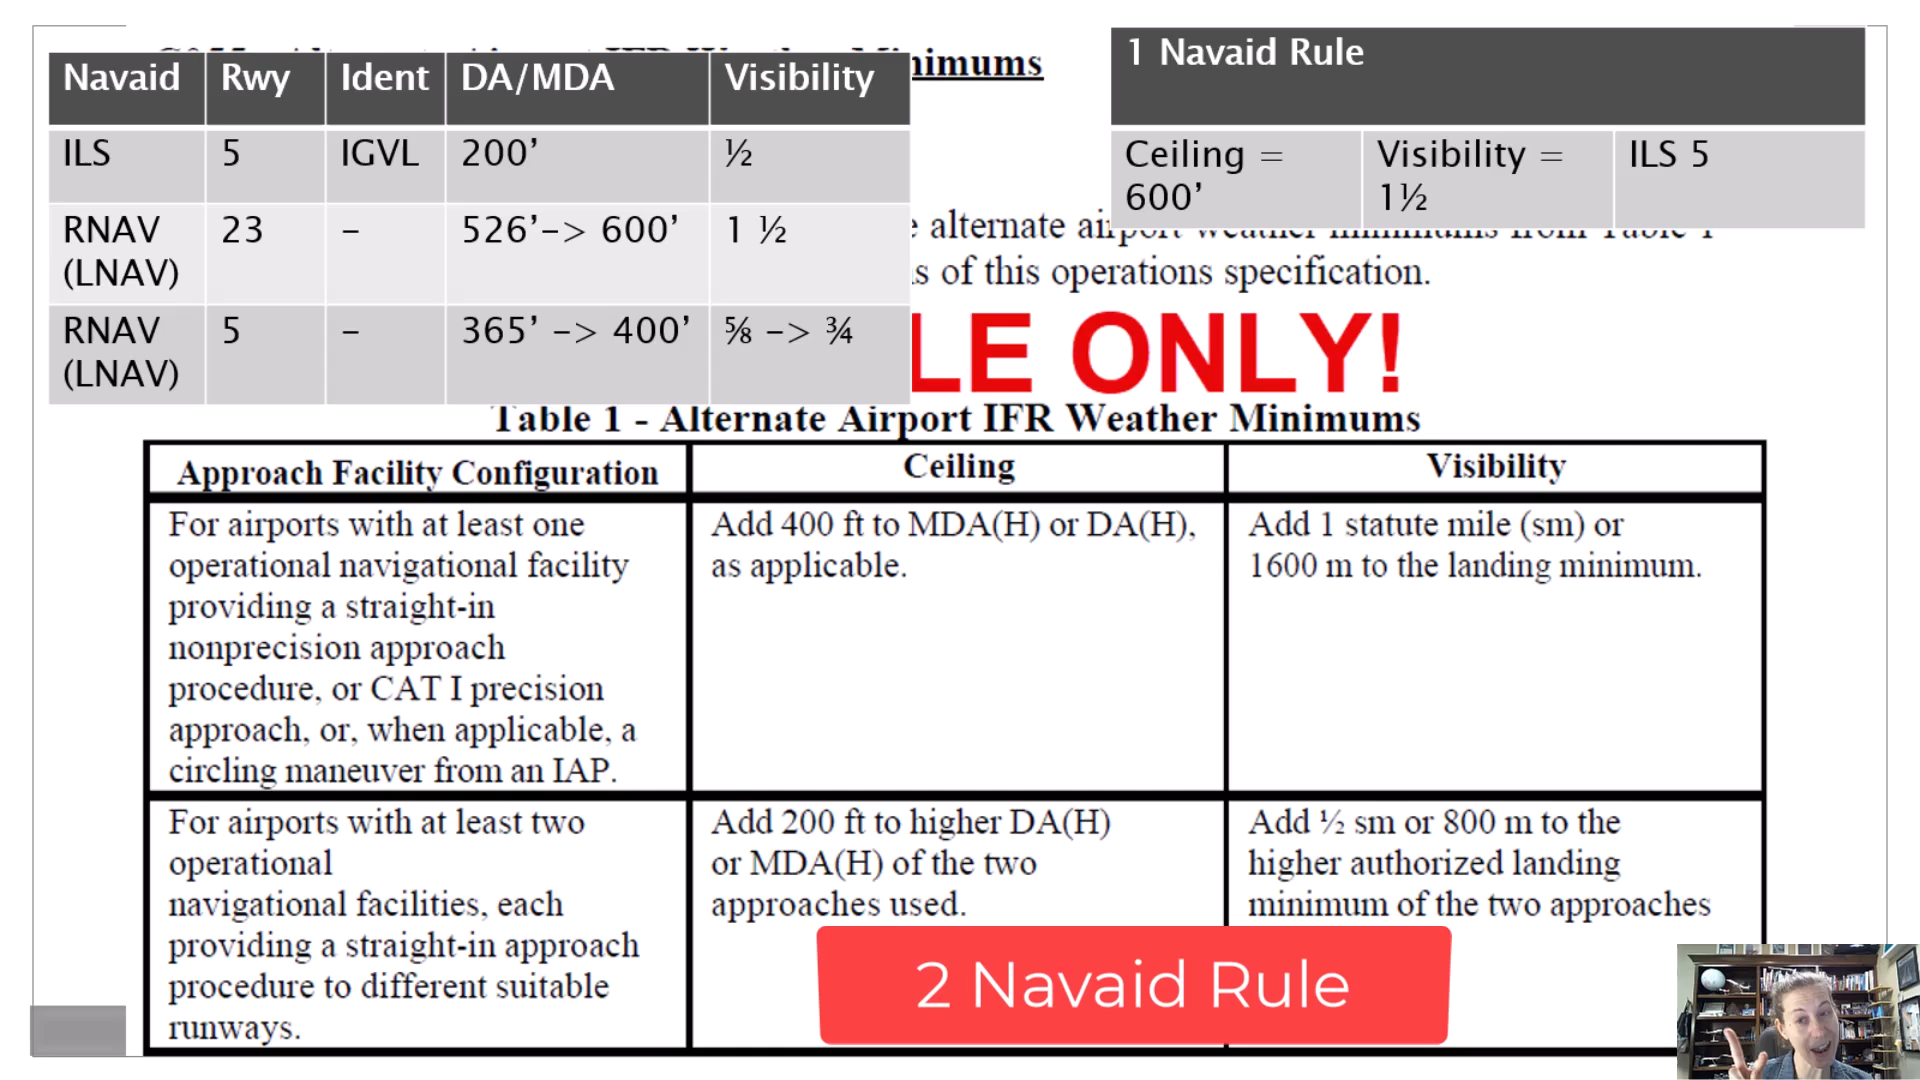 nimums
Navaid Rwy Ident DA/MDA Visibility
ILS 5 IGVL 200’ ½
RNAV (LNAV) 23 – 526’–> 600’ 1 ½
RNAV (LNAV) 5 – 365’ –> 400’ ⅝ –> ¾
1 Navaid Rule
Ceiling = 600’ Visibility = 1½ ILS 5
e alternate airport weather minimums from Table 1
s of this operations specification.
LE ONLY!
Table 1 - Alternate Airport IFR Weather Minimums
Approach Facility Configuration Ceiling Visibility
For airports with at least one
operational navigational facility
providing a straight-in
nonprecision approach
procedure, or CAT I precision
approach, or, when applicable, a
circling maneuver from an IAP.
Add 400 ft to MDA(H) or DA(H),
as applicable.
Add 1 statute mile (sm) or
1600 m to the landing minimum.
For airports with at least two
operational
navigational facilities, each
providing a straight-in approach
procedure to different suitable
runways.
Add 200 ft to higher DA(H)
or MDA(H) of the two
approaches used.
Add ½ sm or 800 m to the
higher authorized landing
minimum of the two approaches
2 Navaid Rule